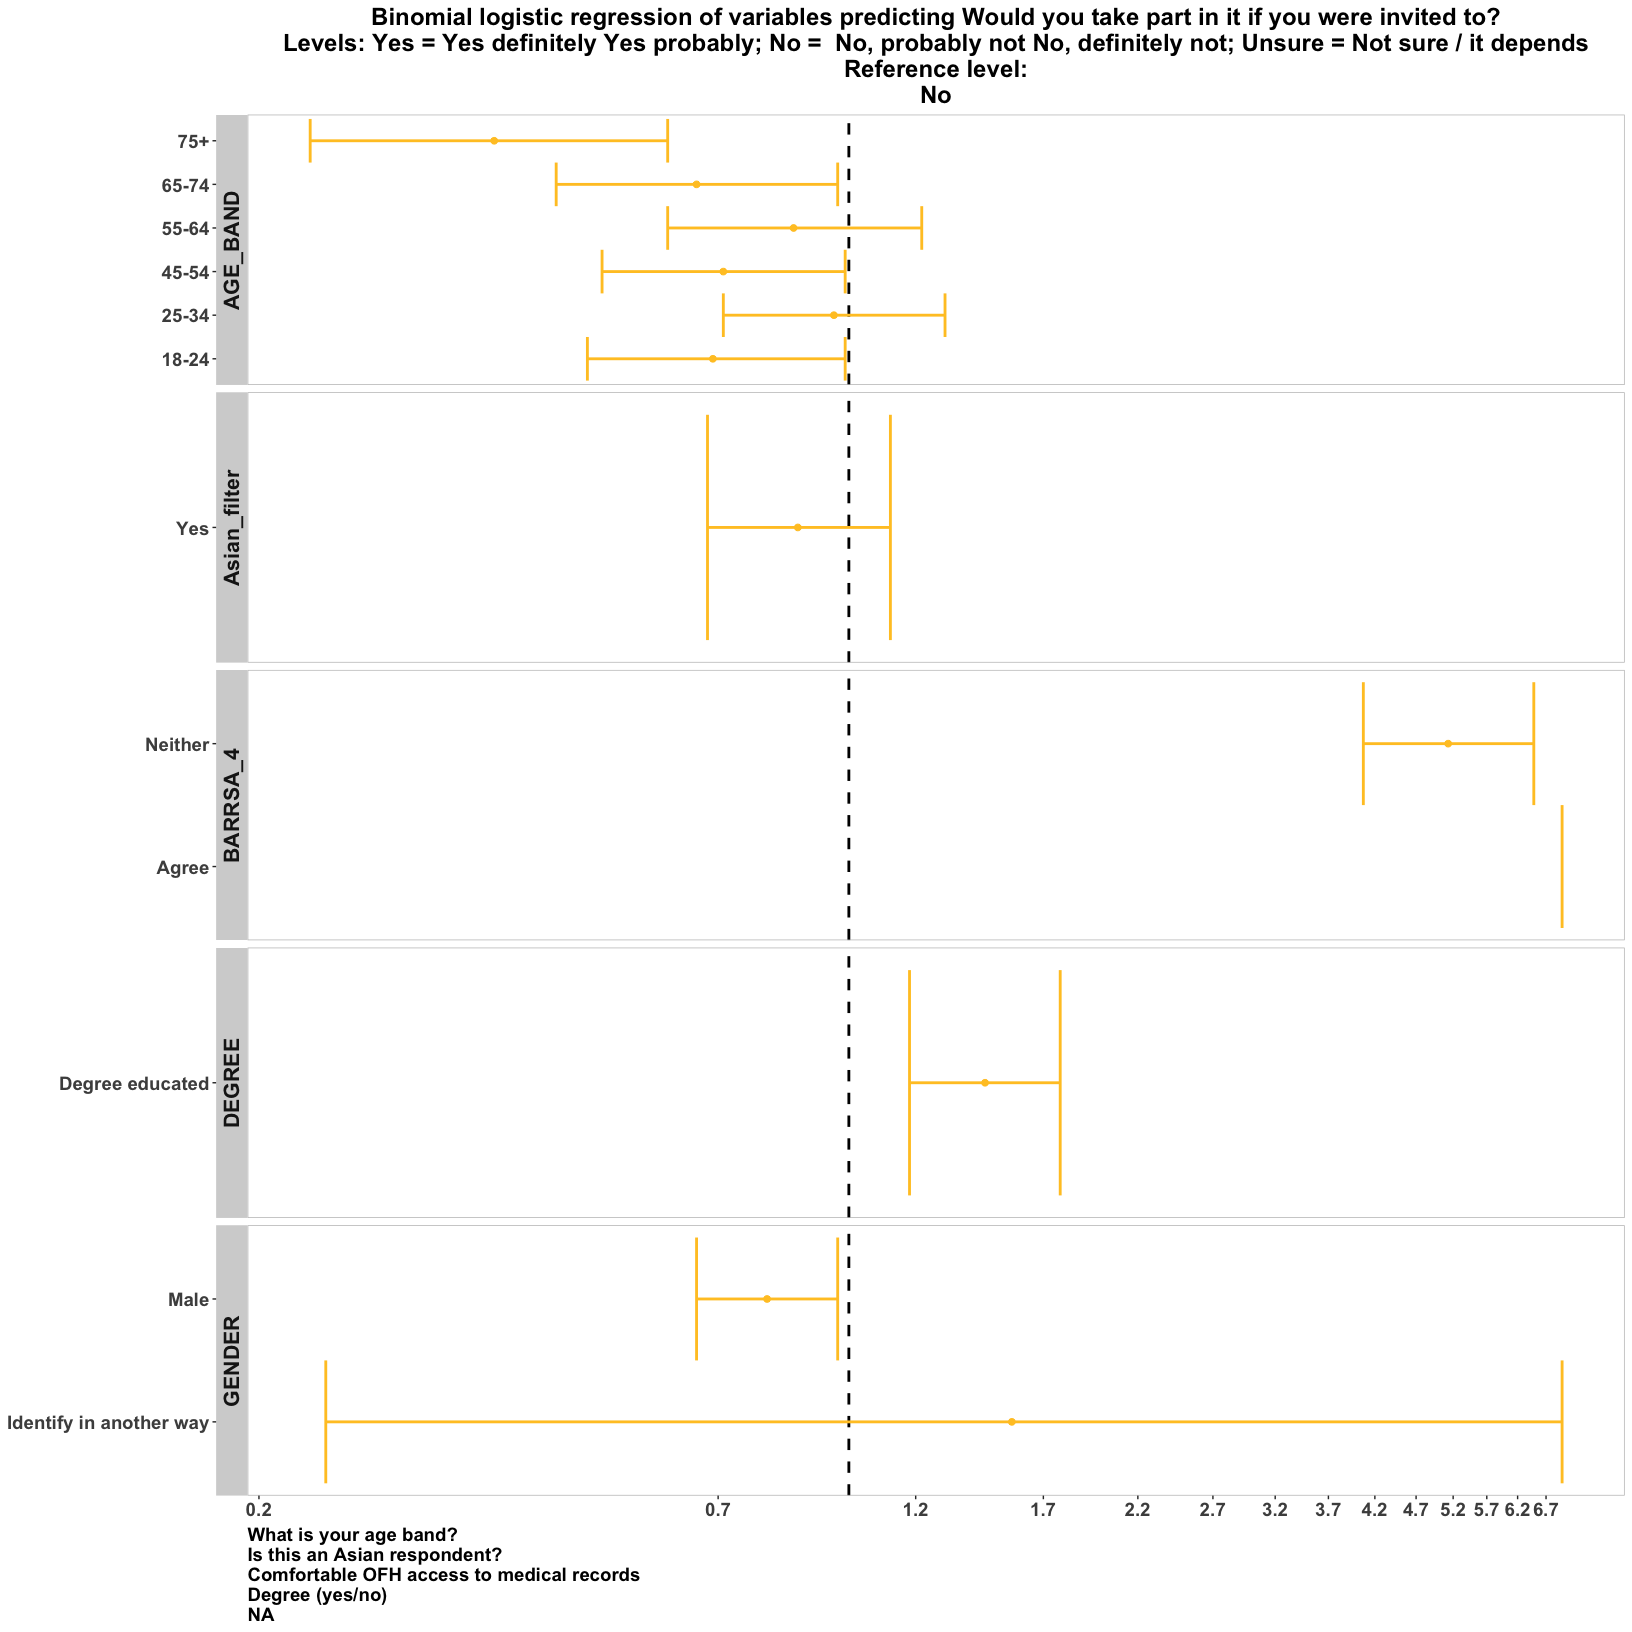 Binomial logistic regression of variables predicting Would you take part in it if you were invited to?
Levels: Yes = Yes definitely Yes probably; No =  No, probably not No, definitely not; Unsure = Not sure / it depends
Reference level:
No
AGE_BAND
75+
65-74
55-64
45-54
25-34
18-24
Asian_filter
Yes
BARRSA_4
Neither
Agree
DEGREE
Degree educated
GENDER
Male
Identify in another way
0.2 0.7 1.2 1.7 2.2 2.7 3.2 3.7 4.2 4.7 5.2 5.7 6.2 6.7
What is your age band?
Is this an Asian respondent?
Comfortable OFH access to medical records
Degree (yes/no)
NA